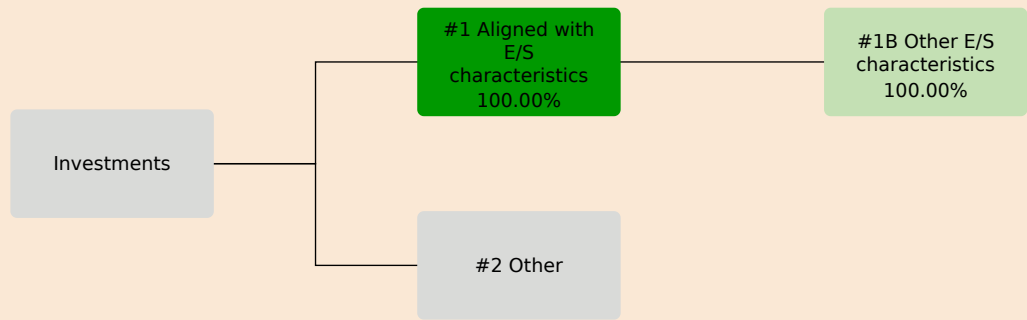 #1 Aligned with
E/S
characteristics
100.00%
#1B Other E/S
characteristics
100.00%
Investments
#2 Other